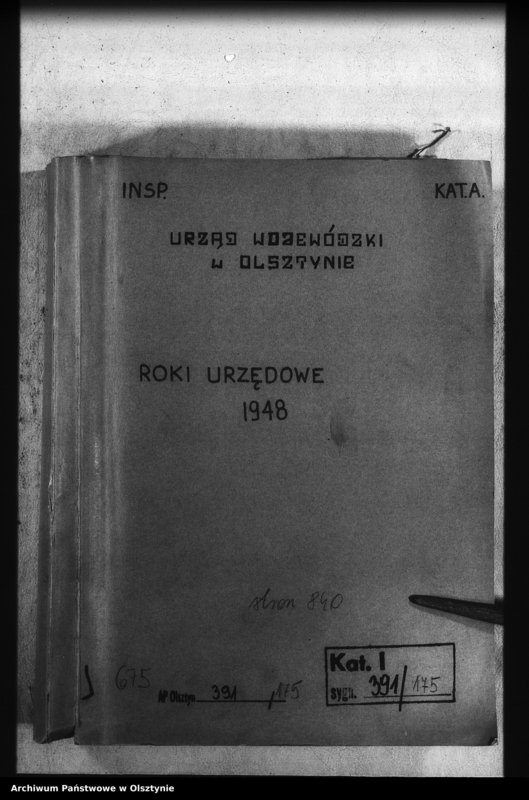 INSP. KAT.A.
URZĄD WOJEWÓDZKI
W OLSZTYNIE
ROKI URZĘDOWE
1948
stron 840
675
AP Olsztyn 391/175
Kat. I
sygn. 391/175
Archiwum Państwowe w Olsztynie